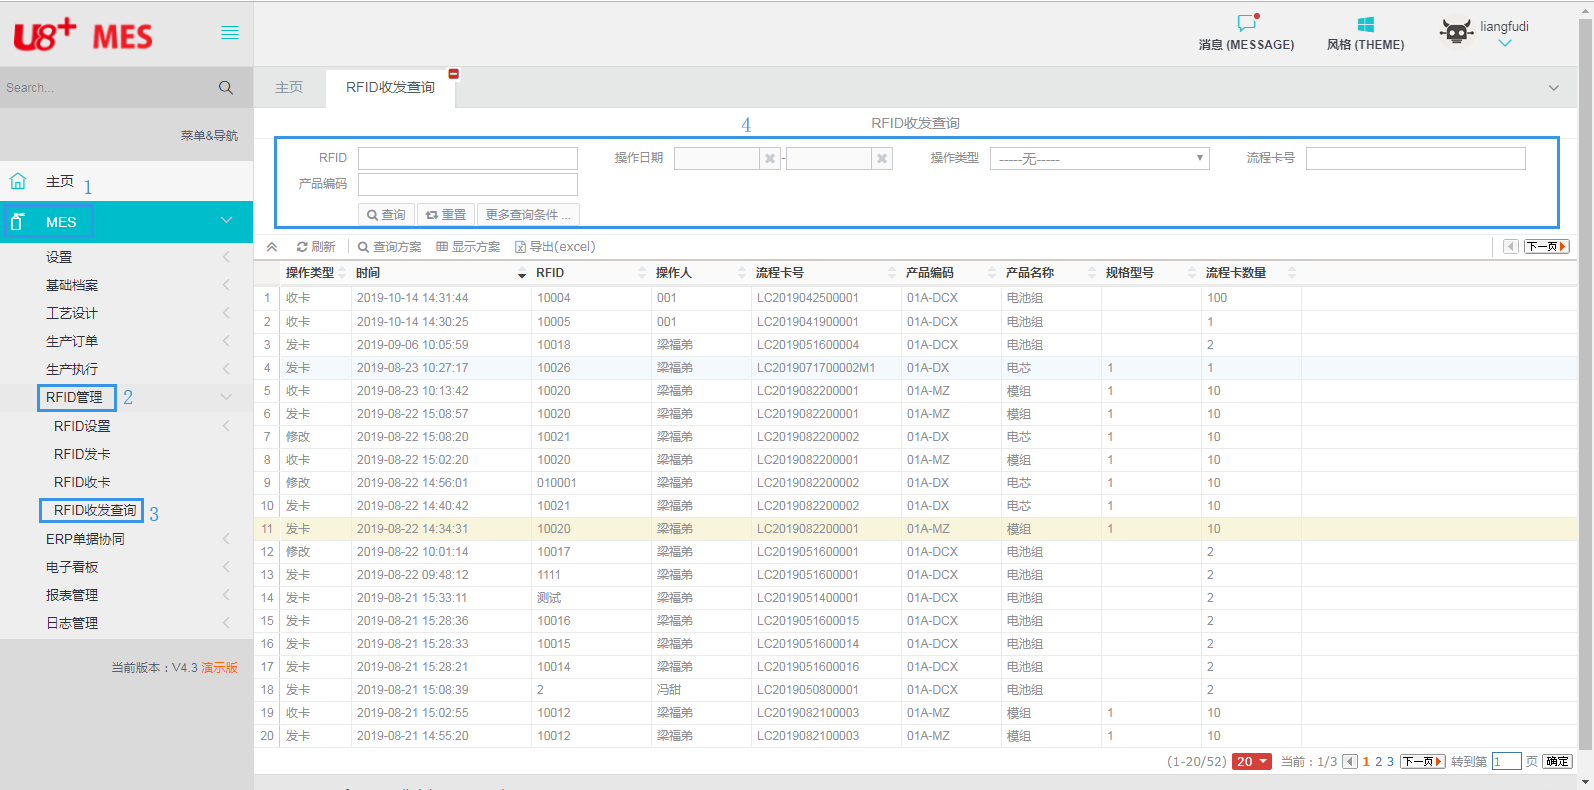 U8+ MES
消息 (MESSAGE)
风格 (THEME)
liangfudi
Search...
主页
RFID收发查询
菜单&导航
4
RFID收发查询
主页 1
MES
设置
基础档案
工艺设计
生产订单
生产执行
RFID管理 2
RFID设置
RFID发卡
RFID收卡
RFID收发查询 3
ERP单据协同
电子看板
报表管理
日志管理
当前版本：V4.3 演示版
RFID 操作日期 - 操作类型 -----无----- 流程卡号
产品编码
查询 重置 更多查询条件 ...
刷新 查询方案 显示方案 导出(excel) 下一页
操作类型 时间 RFID 操作人 流程卡号 产品编码 产品名称 规格型号 流程卡数量
1 收卡 2019-10-14 14:31:44 10004 001 LC2019042500001 01A-DCX 电池组 100
2 收卡 2019-10-14 14:30:25 10005 001 LC2019041900001 01A-DCX 电池组 1
3 发卡 2019-09-06 10:05:59 10018 梁福弟 LC2019051600004 01A-DCX 电池组 2
4 发卡 2019-08-23 10:27:17 10026 梁福弟 LC2019071700002M1 01A-DX 电芯 1 1
5 收卡 2019-08-23 10:13:42 10020 梁福弟 LC2019082200001 01A-MZ 模组 1 10
6 发卡 2019-08-22 15:08:57 10020 梁福弟 LC2019082200001 01A-MZ 模组 1 10
7 修改 2019-08-22 15:08:20 10021 梁福弟 LC2019082200002 01A-DX 电芯 1 10
8 收卡 2019-08-22 15:02:20 10020 梁福弟 LC2019082200001 01A-MZ 模组 1 10
9 修改 2019-08-22 14:56:01 010001 梁福弟 LC2019082200002 01A-DX 电芯 1 10
10 发卡 2019-08-22 14:40:42 10021 梁福弟 LC2019082200002 01A-DX 电芯 1 10
11 发卡 2019-08-22 14:34:31 10020 梁福弟 LC2019082200001 01A-MZ 模组 1 10
12 修改 2019-08-22 10:01:14 10017 梁福弟 LC2019051600001 01A-DCX 电池组 2
13 发卡 2019-08-22 09:48:12 1111 梁福弟 LC2019051600001 01A-DCX 电池组 2
14 发卡 2019-08-21 15:33:11 测试 梁福弟 LC2019051400001 01A-DCX 电池组 2
15 发卡 2019-08-21 15:28:36 10016 梁福弟 LC2019051600015 01A-DCX 电池组 2
16 发卡 2019-08-21 15:28:33 10015 梁福弟 LC2019051600014 01A-DCX 电池组 2
17 发卡 2019-08-21 15:28:21 10014 梁福弟 LC2019051600016 01A-DCX 电池组 2
18 发卡 2019-08-21 15:08:39 2 冯甜 LC2019050800001 01A-DCX 电池组 2
19 收卡 2019-08-21 15:02:55 10012 梁福弟 LC2019082100003 01A-MZ 模组 1 10
20 发卡 2019-08-21 14:55:20 10012 梁福弟 LC2019082100003 01A-MZ 模组 1 10
(1-20/52) 20 当前：1/3 1 2 3 下一页 转到第 1 页 确定